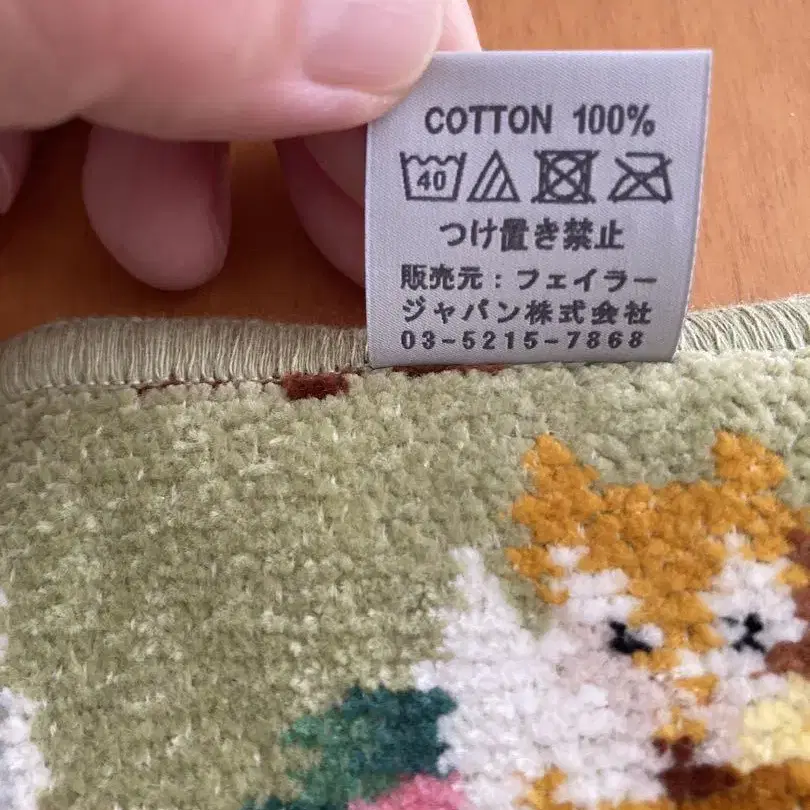 COTTON 100%
40
つけ置き禁止
販売元：フェイラー
ジャパン株式会社
03-5215-7868